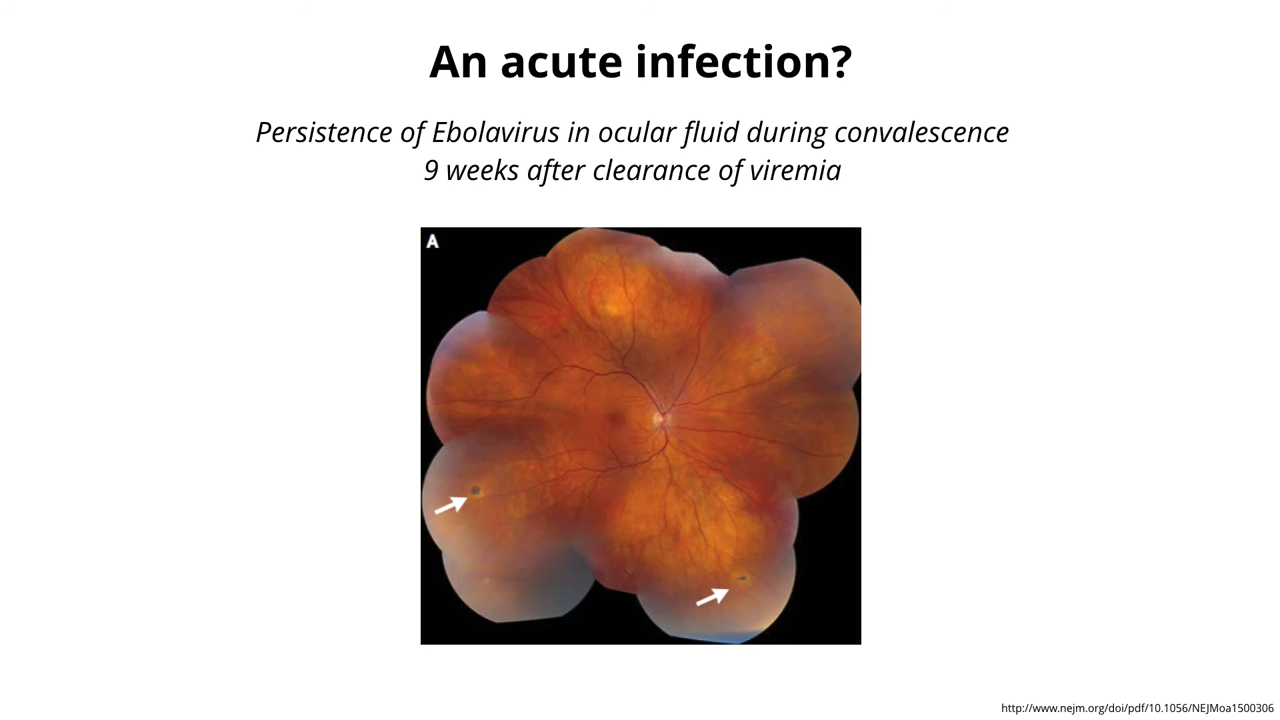 An acute infection?
Persistence of Ebolavirus in ocular fluid during convalescence
9 weeks after clearance of viremia
A
http://www.nejm.org/doi/pdf/10.1056/NEJMoa1500306